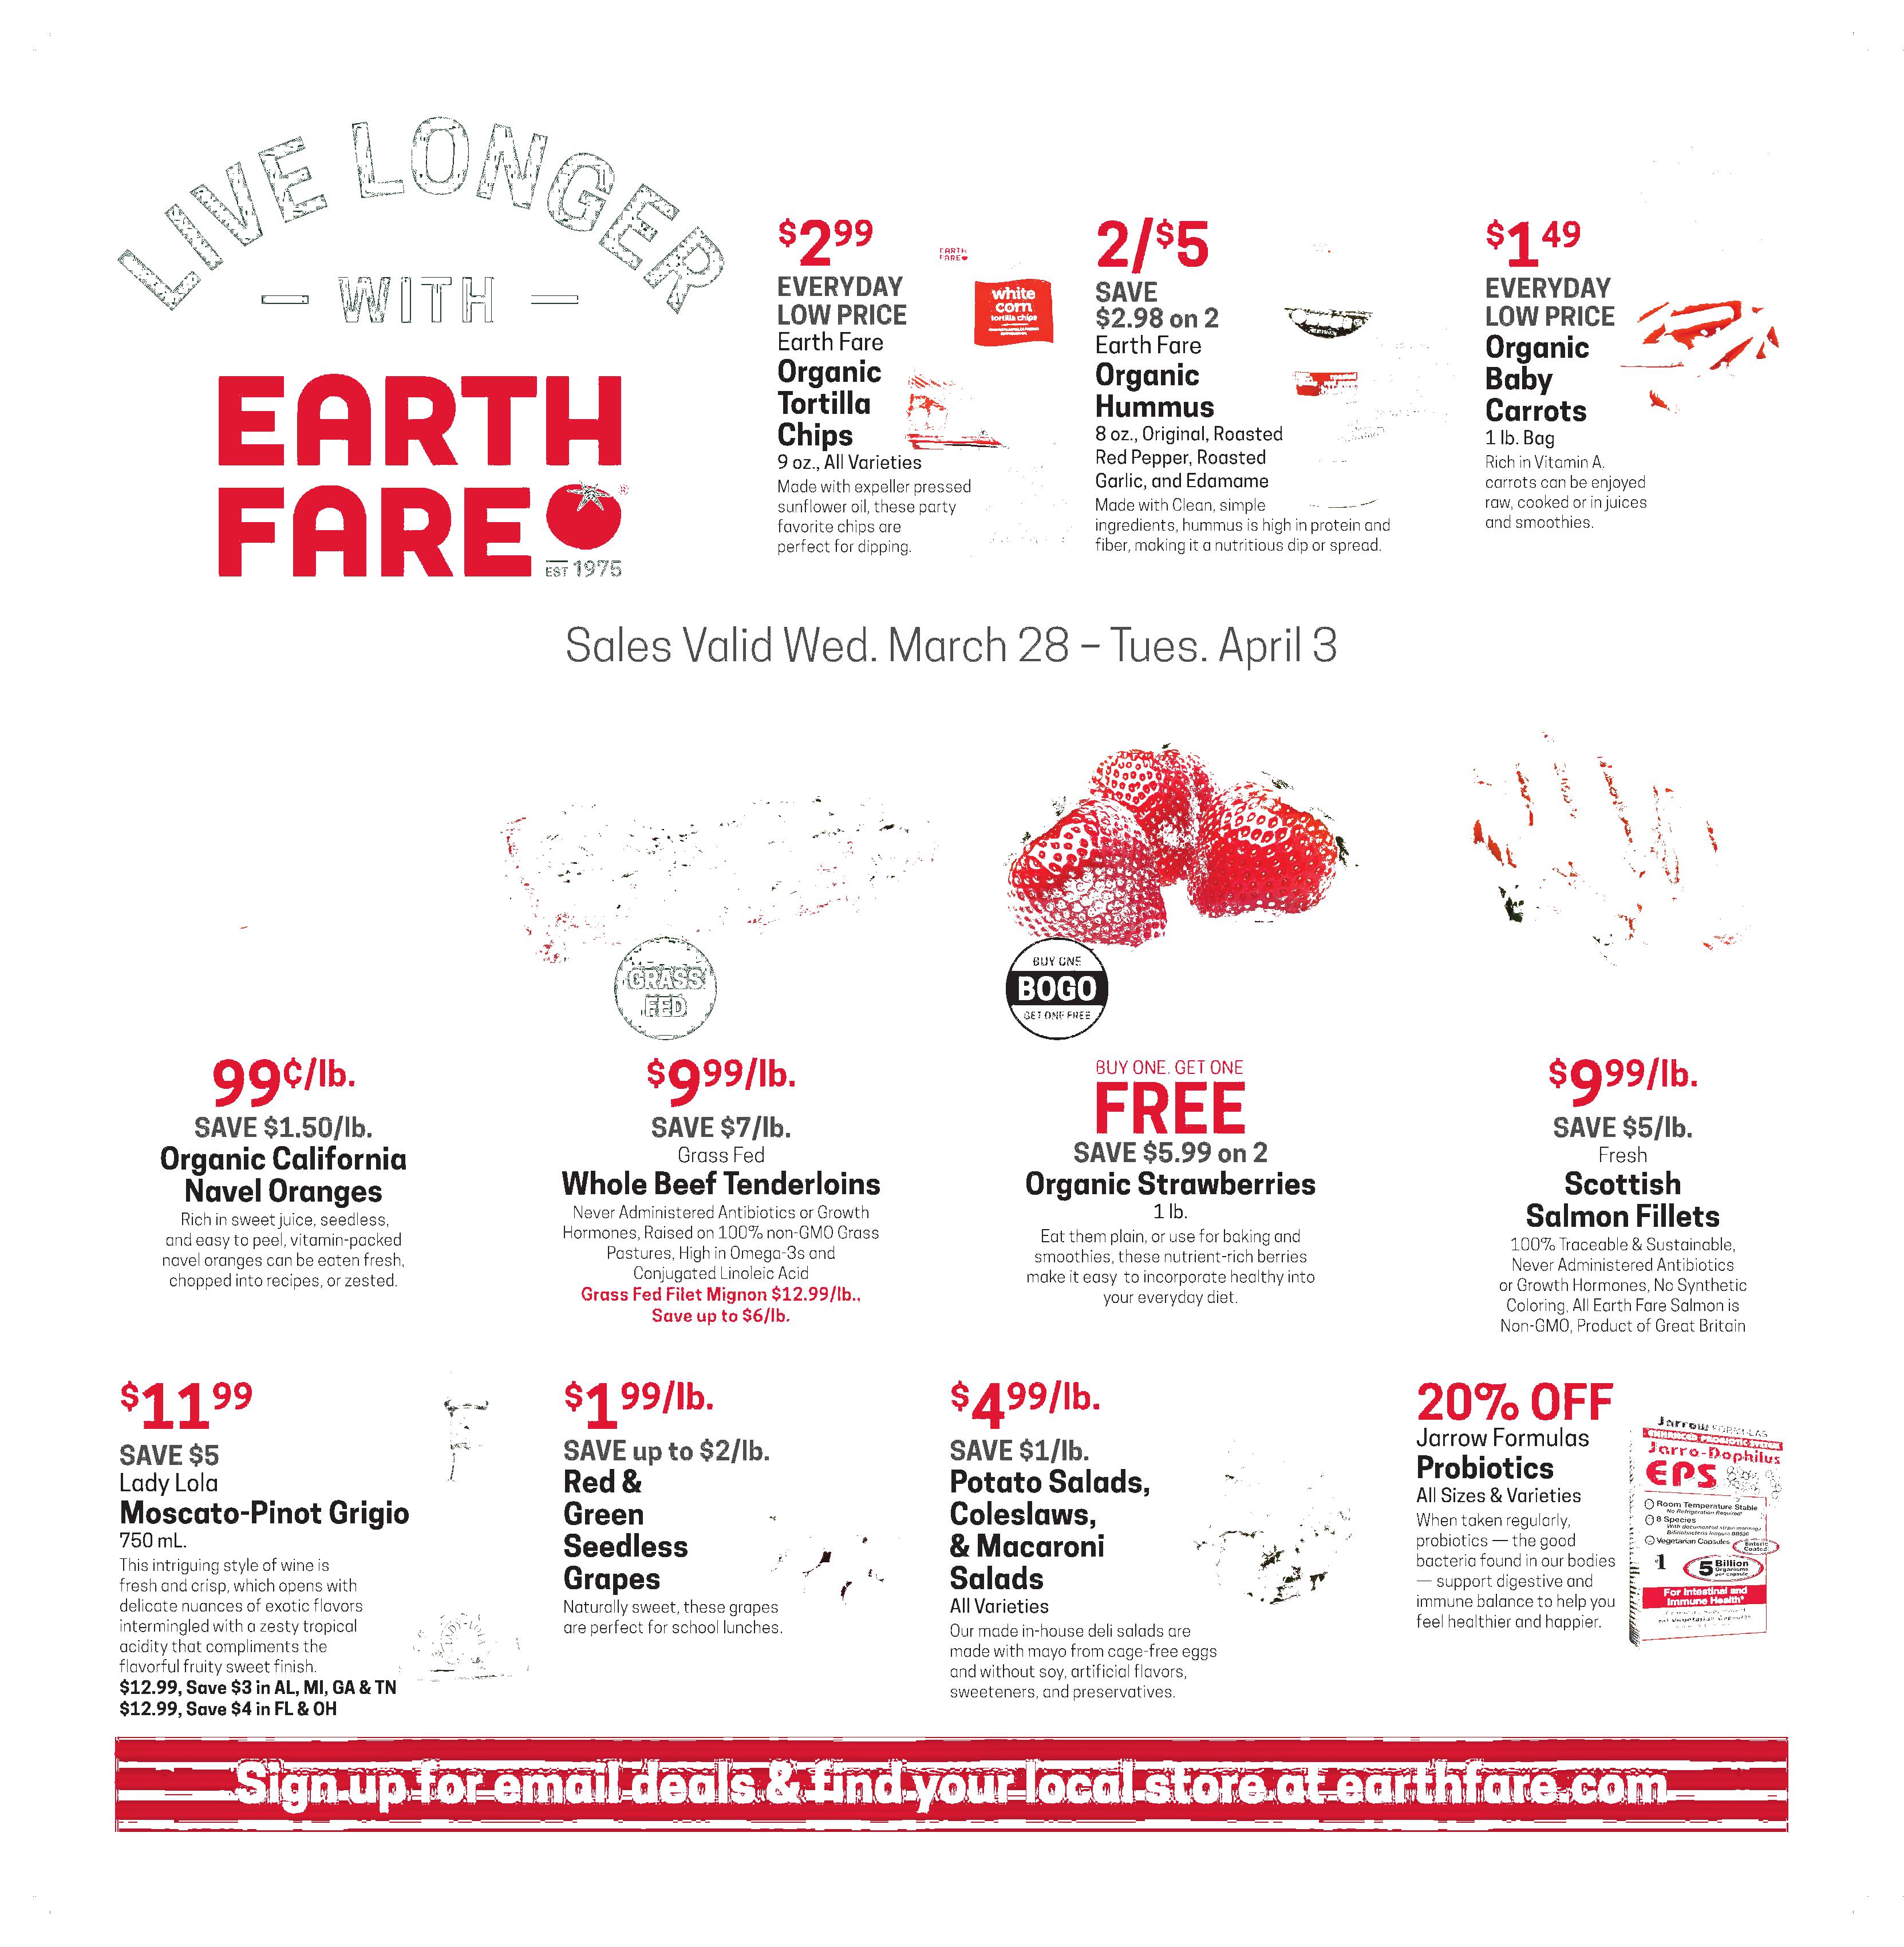 LIVE LONGER
— WITH —
EARTH
FARE®
EST 1975
$2.99
EVERYDAY
LOW PRICE
Earth Fare
Organic
Tortilla
Chips
9 oz., All Varieties
Made with expeller pressed
sunflower oil, these party
favorite chips are
perfect for dipping.
EARTH
FARE
white
corn
tortilla chips
2/$5
SAVE
$2.98 on 2
Earth Fare
Organic
Hummus
8 oz., Original, Roasted
Red Pepper, Roasted
Garlic, and Edamame
Made with Clean, simple
ingredients, hummus is high in protein and
fiber, making it a nutritious dip or spread.
$1.49
EVERYDAY
LOW PRICE
Organic
Baby
Carrots
1 lb. Bag
Rich in Vitamin A.
carrots can be enjoyed
raw, cooked or in juices
and smoothies.
Sales Valid Wed. March 28 – Tues. April 3
99¢/lb.
SAVE $1.50/lb.
Organic California
Navel Oranges
Rich in sweet juice, seedless,
and easy to peel, vitamin-packed
navel oranges can be eaten fresh,
chopped into recipes, or zested.
GRASS
FED
$9.99/lb.
SAVE $7/lb.
Grass Fed
Whole Beef Tenderloins
Never Administered Antibiotics or Growth
Hormones, Raised on 100% non-GMO Grass
Pastures, High in Omega-3s and
Conjugated Linoleic Acid
Grass Fed Filet Mignon $12.99/lb.,
Save up to $6/lb.
BUY ONE
BOGO
GET ONE FREE
BUY ONE. GET ONE
FREE
SAVE $5.99 on 2
Organic Strawberries
1 lb.
Eat them plain, or use for baking and
smoothies, these nutrient-rich berries
make it easy to incorporate healthy into
your everyday diet.
$9.99/lb.
SAVE $5/lb.
Fresh
Scottish
Salmon Fillets
100% Traceable & Sustainable,
Never Administered Antibiotics
or Growth Hormones, No Synthetic
Coloring, All Earth Fare Salmon is
Non-GMO, Product of Great Britain
$11.99
SAVE $5
Lady Lola
Moscato-Pinot Grigio
750 mL.
This intriguing style of wine is
fresh and crisp, which opens with
delicate nuances of exotic flavors
intermingled with a zesty tropical
acidity that compliments the
flavorful fruity sweet finish.
$12.99, Save $3 in AL, MI, GA & TN
$12.99, Save $4 in FL & OH
$1.99/lb.
SAVE up to $2/lb.
Red &
Green
Seedless
Grapes
Naturally sweet, these grapes
are perfect for school lunches.
$4.99/lb.
SAVE $1/lb.
Potato Salads,
Coleslaws,
& Macaroni
Salads
All Varieties
Our made in-house deli salads are
made with mayo from cage-free eggs
and without soy, artificial flavors,
sweeteners, and preservatives.
20% OFF
Jarrow Formulas
Probiotics
All Sizes & Varieties
When taken regularly,
probiotics — the good
bacteria found in our bodies
— support digestive and
immune balance to help you
feel healthier and happier.
Jarrow FORMULAS
ENHANCED PROBIOTIC SYSTEM
Jarro-Dophilus
EPS
Room Temperature Stable
No Refrigeration Required*
8 Species
Vegetarian Capsules
Enteric
Coated
1
5 Billion
Organisms
per capsule
For Intestinal and
Immune Health*
Sign up for email deals & find your local store at earthfare.com